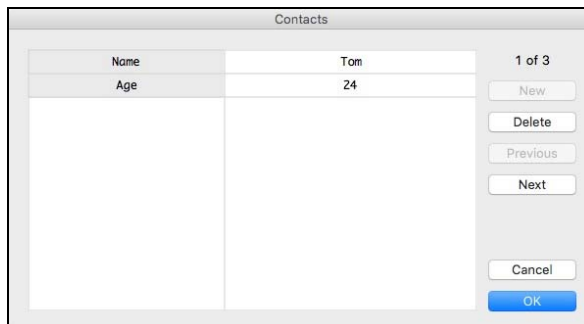 Contacts
Name Tom 1 of 3
Age 24
New
Delete
Previous
Next
Cancel
OK